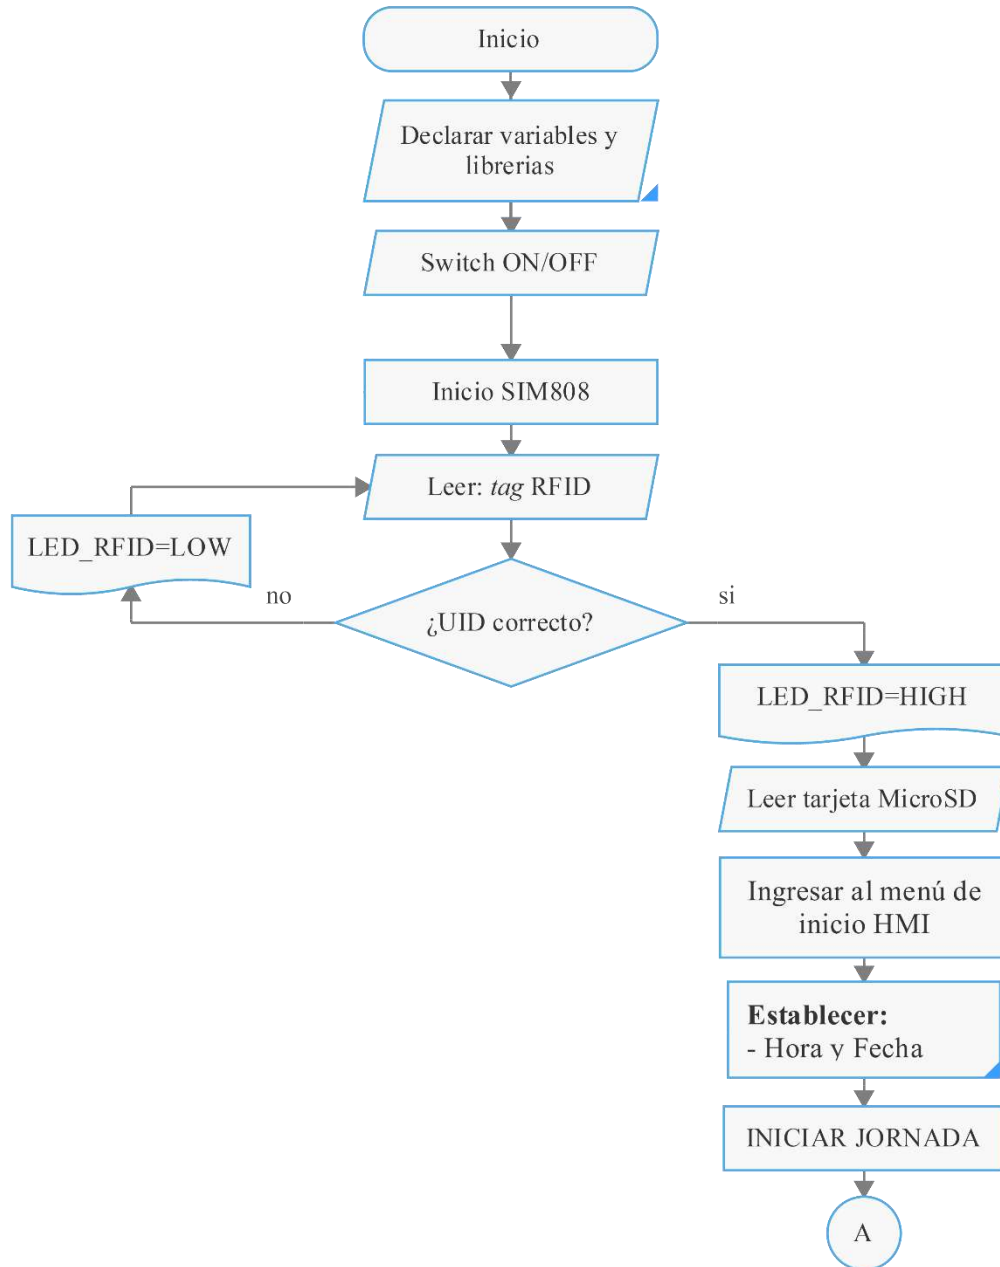 Inicio
Declarar variables y
librerias
Switch ON/OFF
Inicio SIM808
Leer: tag RFID
LED_RFID=LOW
no
¿UID correcto?
si
LED_RFID=HIGH
Leer tarjeta MicroSD
Ingresar al menú de
inicio HMI
Establecer:
- Hora y Fecha
INICIAR JORNADA
A